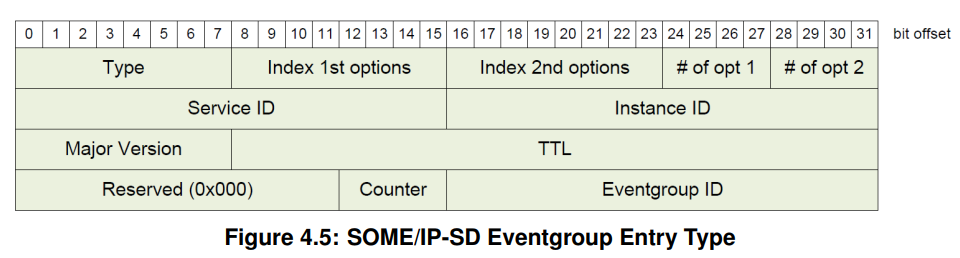 0 1 2 3 4 5 6 7 8 9 10 11 12 13 14 15 16 17 18 19 20 21 22 23 24 25 26 27 28 29 30 31 bit offset
Type Index 1st options Index 2nd options # of opt 1 # of opt 2
Service ID Instance ID
Major Version TTL
Reserved (0x000) Counter Eventgroup ID
Figure 4.5: SOME/IP-SD Eventgroup Entry Type